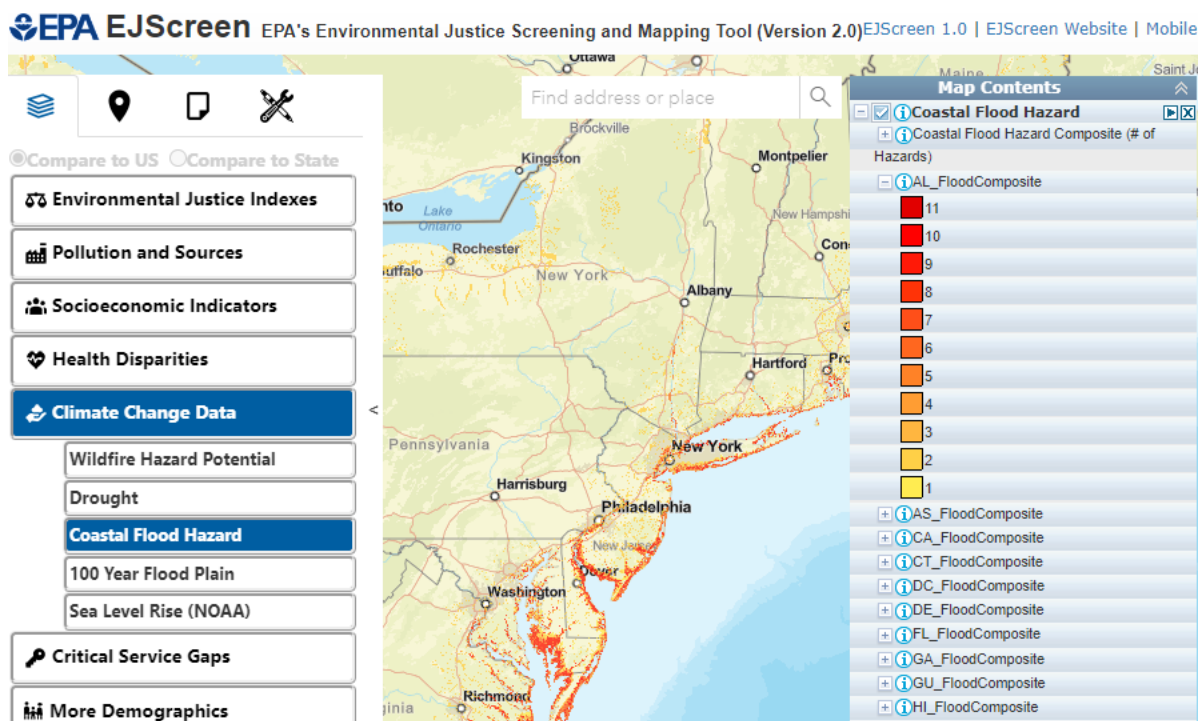 EPA EJScreen EPA's Environmental Justice Screening and Mapping Tool (Version 2.0) EJScreen 1.0 | EJScreen Website | Mobile
Compare to US Compare to State
Environmental Justice Indexes
Pollution and Sources
Socioeconomic Indicators
Health Disparities
Climate Change Data
Wildfire Hazard Potential
Drought
Coastal Flood Hazard
100 Year Flood Plain
Sea Level Rise (NOAA)
Critical Service Gaps
More Demographics
<
Find address or place
Ottawa
Maine
Saint J
Brockville
Kingston
Montpelier
nto
Lake
Ontario
New Hampshi
Rochester
Con
uffalo
New York
Albany
Hartford
Pro
Pennsylvania
New York
Harrisburg
Philadelphia
New Jersey
Dover
Washington
Richmond
ginia
Map Contents
Coastal Flood Hazard
Coastal Flood Hazard Composite (# of
Hazards)
AL_FloodComposite
11
10
9
8
7
6
5
4
3
2
1
AS_FloodComposite
CA_FloodComposite
CT_FloodComposite
DC_FloodComposite
DE_FloodComposite
FL_FloodComposite
GA_FloodComposite
GU_FloodComposite
HI_FloodComposite